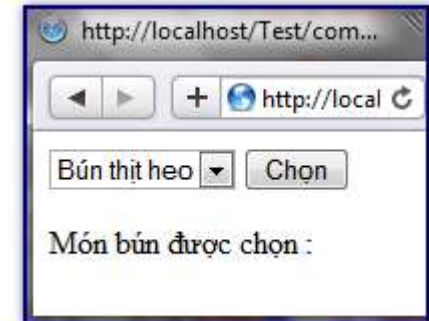 http://localhost/Test/com...
http://local
Bún thịt heo Chọn
Món bún được chọn :